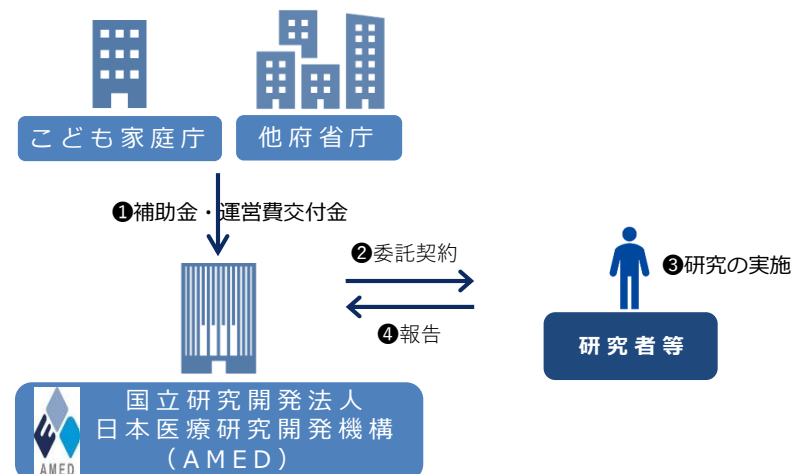 こども家庭庁
他府省庁
❶補助金・運営費交付金
❷委託契約
❸研究の実施
❹報告
研究者等
国立研究開発法人
日本医療研究開発機構
（AMED）
AMED